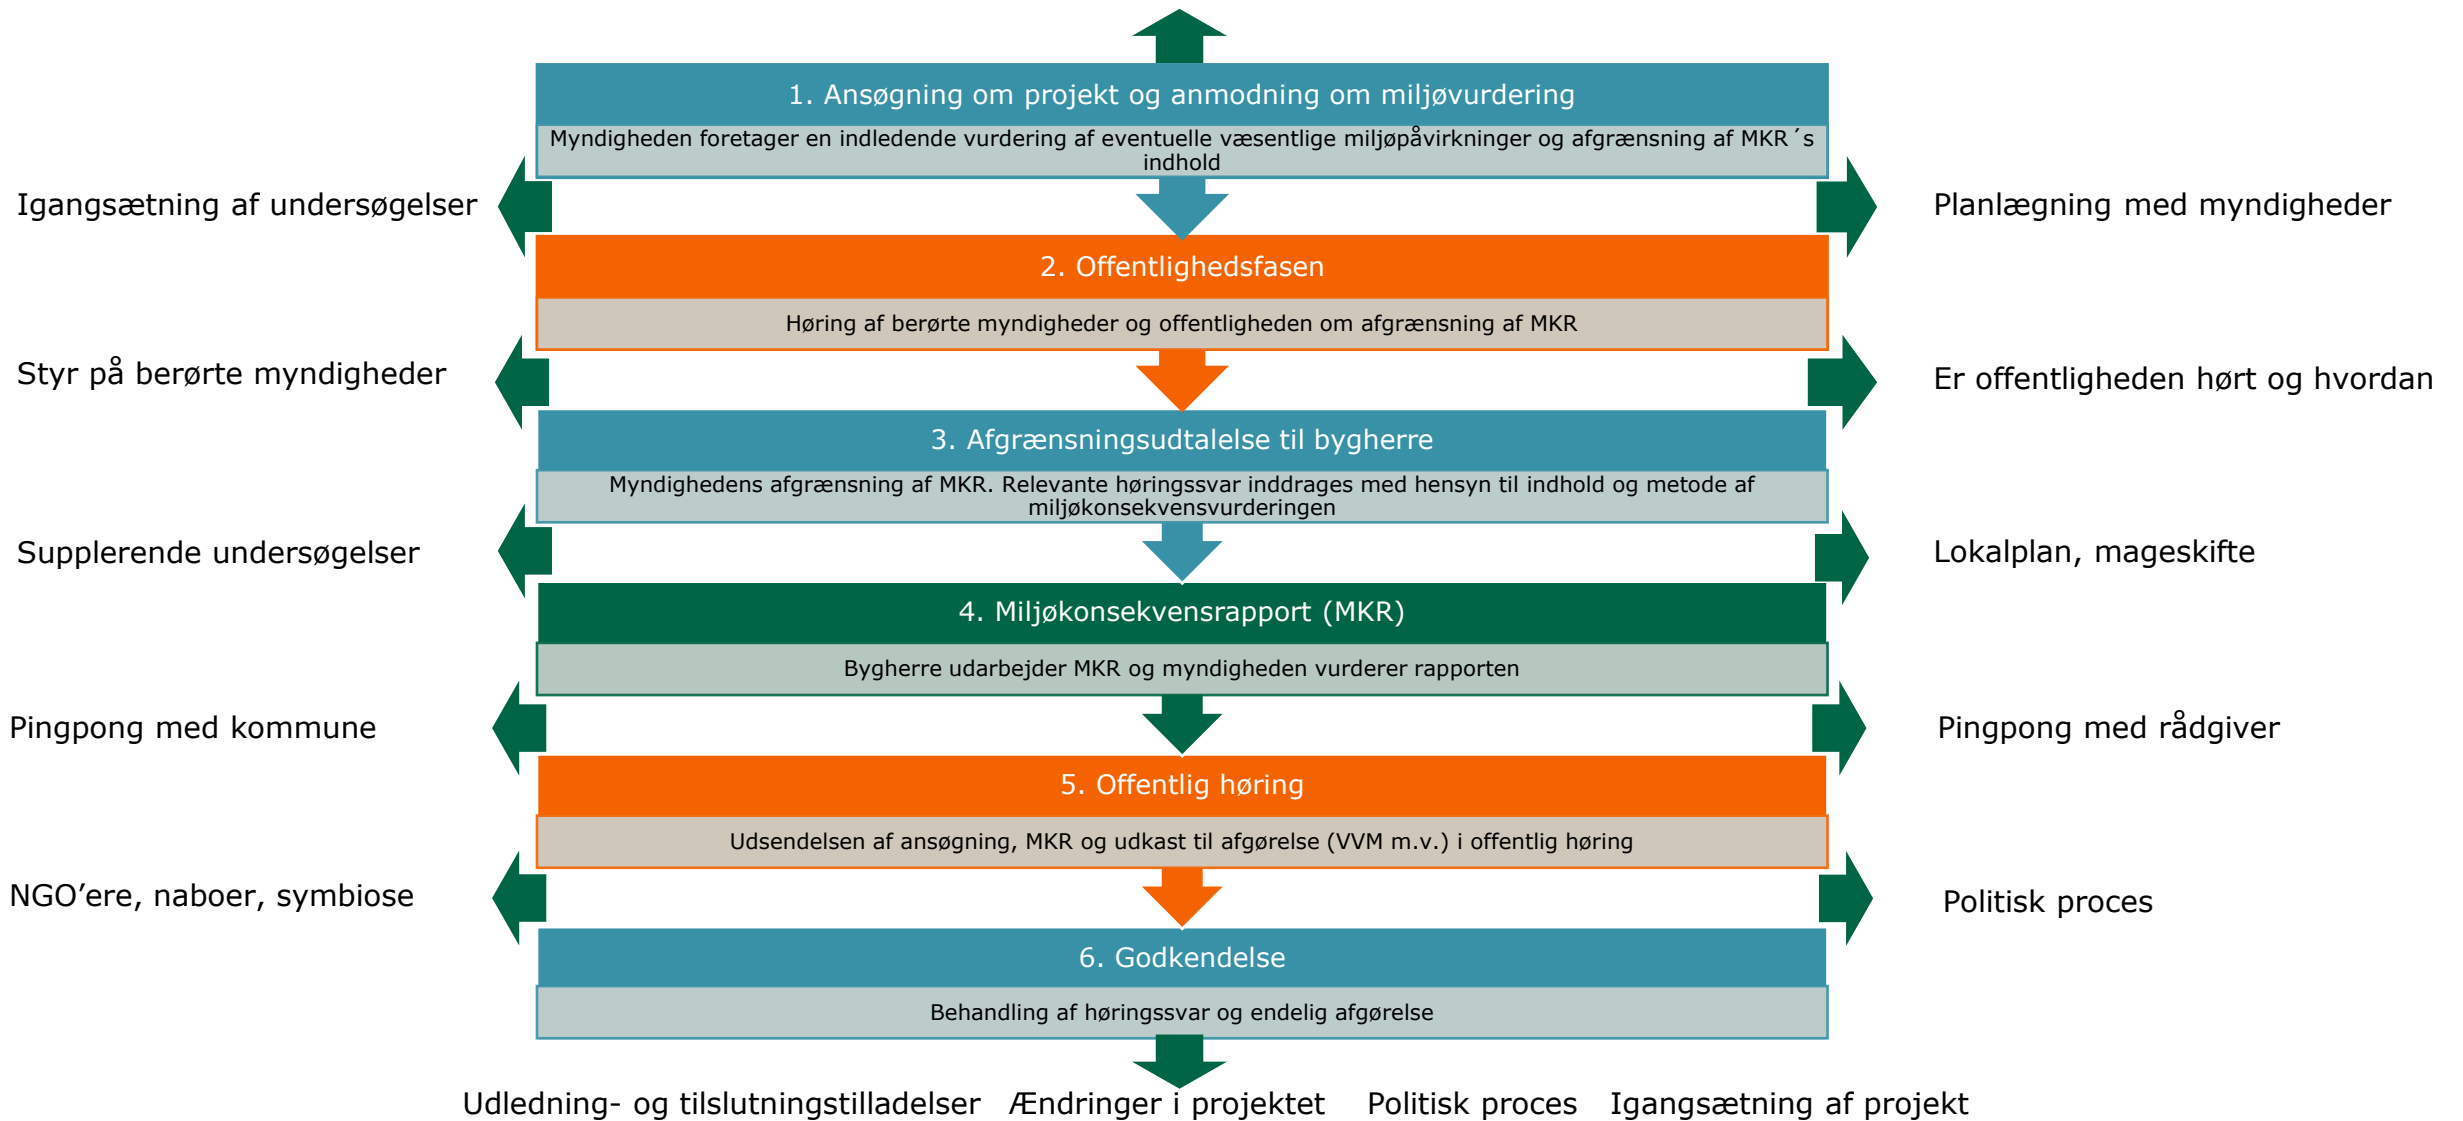 1. Ansøgning om projekt og anmodning om miljøvurdering
Myndigheden foretager en indledende vurdering af eventuelle væsentlige miljøpåvirkninger og afgrænsning af MKR´s
indhold
Igangsætning af undersøgelser
Planlægning med myndigheder
2. Offentlighedsfasen
Høring af berørte myndigheder og offentligheden om afgrænsning af MKR
Styr på berørte myndigheder
Er offentligheden hørt og hvordan
3. Afgrænsningsudtalelse til bygherre
Myndighedens afgrænsning af MKR. Relevante høringssvar inddrages med hensyn til indhold og metode af
miljøkonsekvensvurderingen
Supplerende undersøgelser
Lokalplan, mageskifte
4. Miljøkonsekvensrapport (MKR)
Bygherre udarbejder MKR og myndigheden vurderer rapporten
Pingpong med kommune
Pingpong med rådgiver
5. Offentlig høring
Udsendelsen af ansøgning, MKR og udkast til afgørelse (VVM m.v.) i offentlig høring
NGO’ere, naboer, symbiose
Politisk proces
6. Godkendelse
Behandling af høringssvar og endelig afgørelse
Udledning- og tilslutningstilladelser Ændringer i projektet Politisk proces Igangsætning af projekt